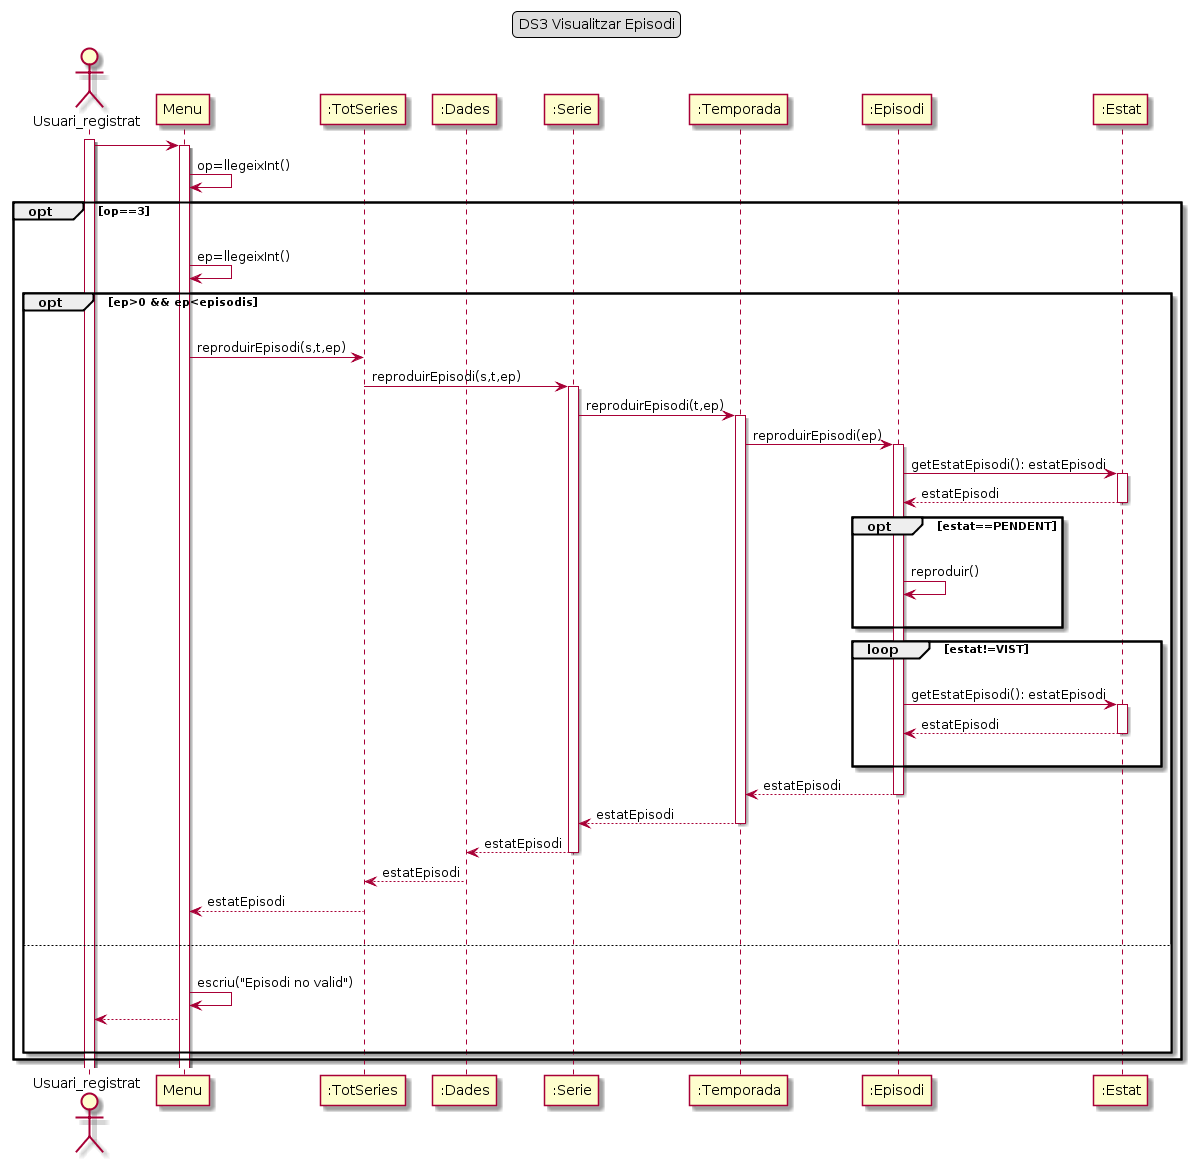 DS3 Visualitzar Episodi
Usuari_registrat
Menu
:TotSeries
:Dades
:Serie
:Temporada
:Episodi
:Estat
op=llegeixInt()
opt [op==3]
ep=llegeixInt()
opt [ep>0 && ep<episodis]
reproduirEpisodi(s,t,ep)
reproduirEpisodi(s,t,ep)
reproduirEpisodi(t,ep)
reproduirEpisodi(ep)
getEstatEpisodi(): estatEpisodi
estatEpisodi
opt [estat==PENDENT]
reproduir()
loop [estat!=VIST]
getEstatEpisodi(): estatEpisodi
estatEpisodi
estatEpisodi
estatEpisodi
estatEpisodi
estatEpisodi
estatEpisodi
escriu("Episodi no valid")
Usuari_registrat
Menu
:TotSeries
:Dades
:Serie
:Temporada
:Episodi
:Estat